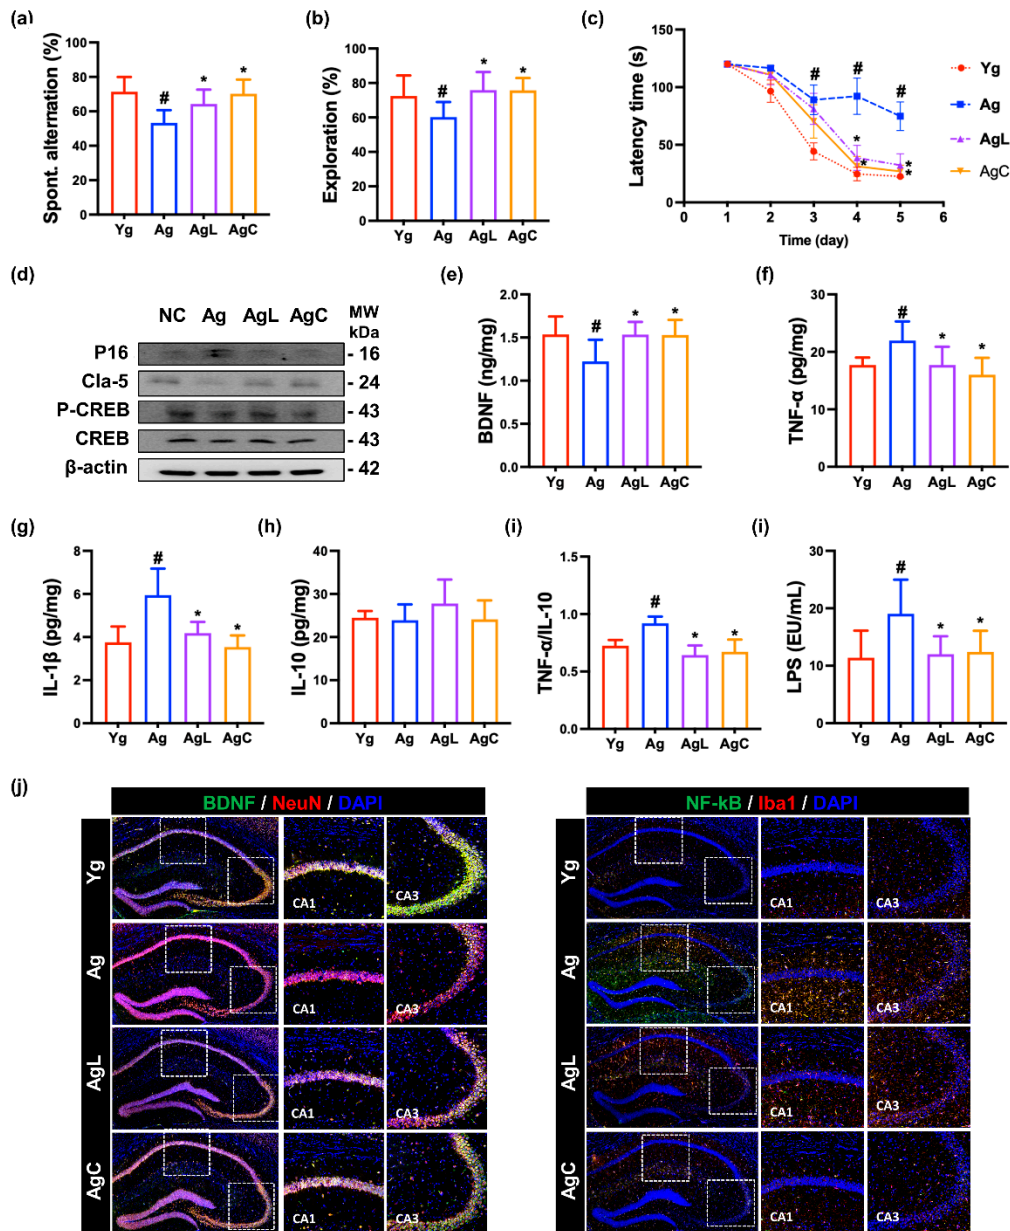 (a)
Spont. alternation (%)
100
80
60
40
20
0
#
*
*
Yg Ag AgL AgC
(b)
Exploration (%)
100
80
60
40
20
0
#
*
*
Yg Ag AgL AgC
(c)
Latency time (s)
150
100
50
0
#
#
#
*
*
*
*
0 1 2 3 4 5 6
Time (day)
Yg
Ag
AgL
AgC
(d)
NC Ag AgL AgC MW
kDa
P16 - 16
Cla-5 - 24
P-CREB - 43
CREB - 43
β-actin - 42
(e)
BDNF (ng/mg)
2.0
1.5
1.0
0.5
0.0
#
*
*
Yg Ag AgL AgC
(f)
TNF-α (pg/mg)
30
20
10
0
#
*
*
Yg Ag AgL AgC
(g)
IL-1β (pg/mg)
8
6
4
2
0
#
*
*
Yg Ag AgL AgC
(h)
IL-10 (pg/mg)
40
30
20
10
0
Yg Ag AgL AgC
(i)
TNF-α/IL-10
1.5
1.0
0.5
0.0
#
*
*
Yg Ag AgL AgC
(i)
LPS (EU/mL)
30
20
10
0
#
*
*
Yg Ag AgL AgC
(j)
BDNF / NeuN / DAPI
Yg
CA1
CA3
Ag
CA1
CA3
AgL
CA1
CA3
AgC
CA1
CA3
NF-kB / Iba1 / DAPI
Yg
CA1
CA3
Ag
CA1
CA3
AgL
CA1
CA3
AgC
CA1
CA3